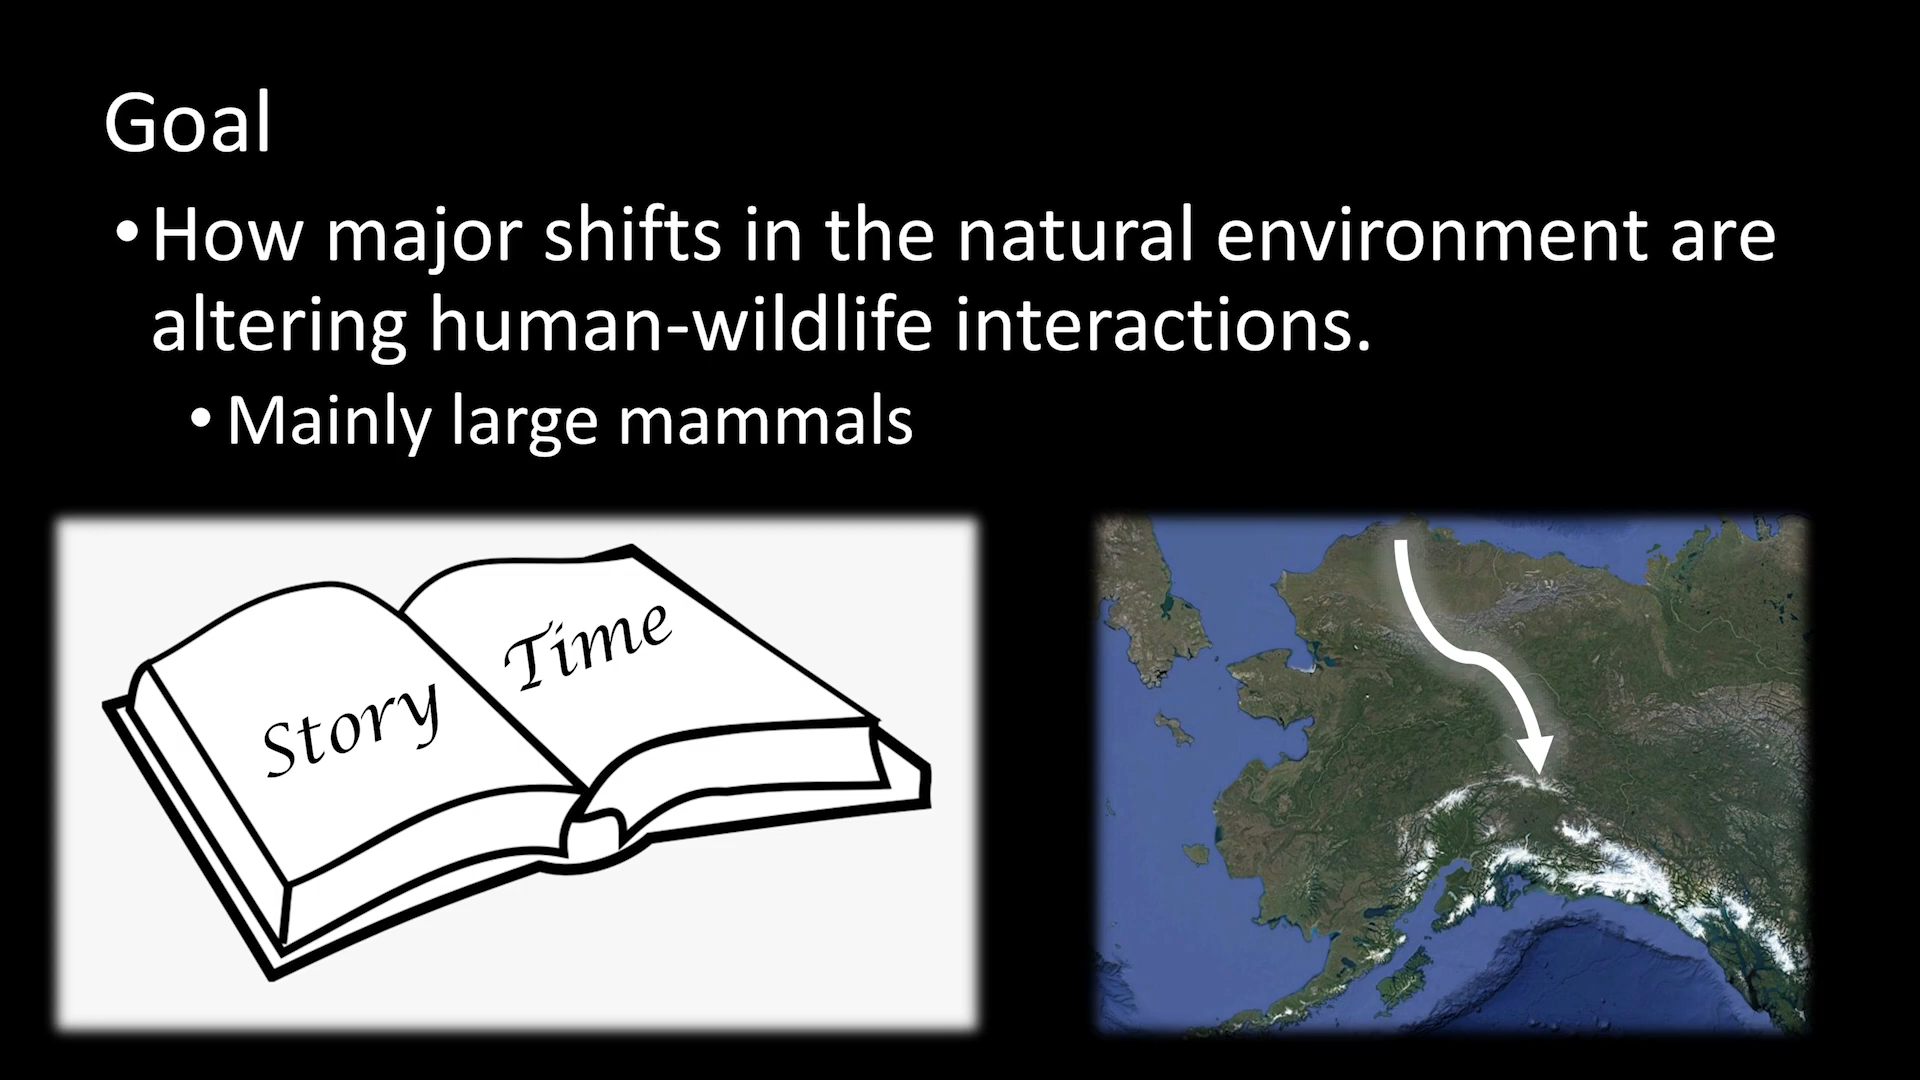 Goal
•How major shifts in the natural environment are
altering human-wildlife interactions.
•Mainly large mammals
Story Time